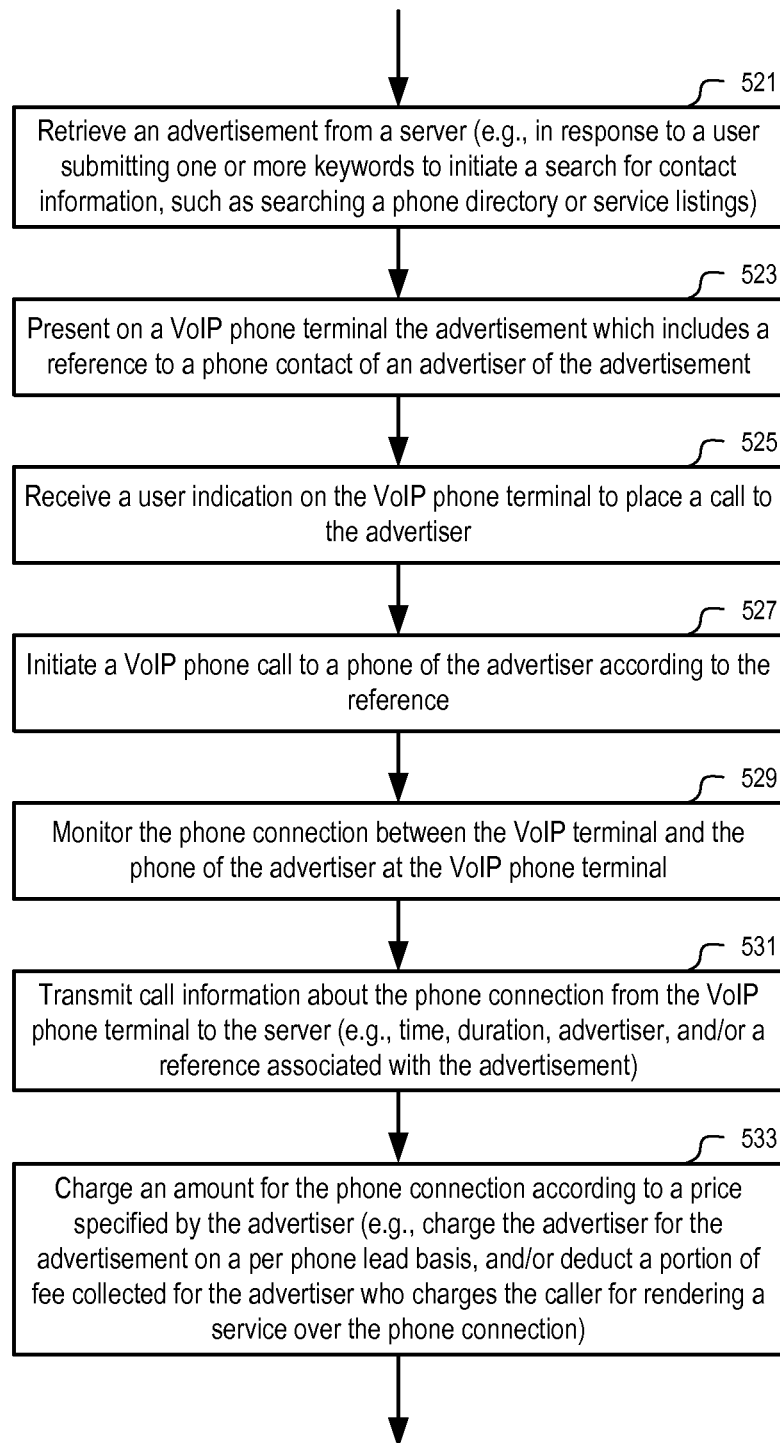 521
Retrieve an advertisement from a server (e.g., in response to a user
submitting one or more keywords to initiate a search for contact
information, such as searching a phone directory or service listings)
523
Present on a VoIP phone terminal the advertisement which includes a
reference to a phone contact of an advertiser of the advertisement
525
Receive a user indication on the VoIP phone terminal to place a call to
the advertiser
527
Initiate a VoIP phone call to a phone of the advertiser according to the
reference
529
Monitor the phone connection between the VoIP terminal and the
phone of the advertiser at the VoIP phone terminal
531
Transmit call information about the phone connection from the VoIP
phone terminal to the server (e.g., time, duration, advertiser, and/or a
reference associated with the advertisement)
533
Charge an amount for the phone connection according to a price
specified by the advertiser (e.g., charge the advertiser for the
advertisement on a per phone lead basis, and/or deduct a portion of
fee collected for the advertiser who charges the caller for rendering a
service over the phone connection)